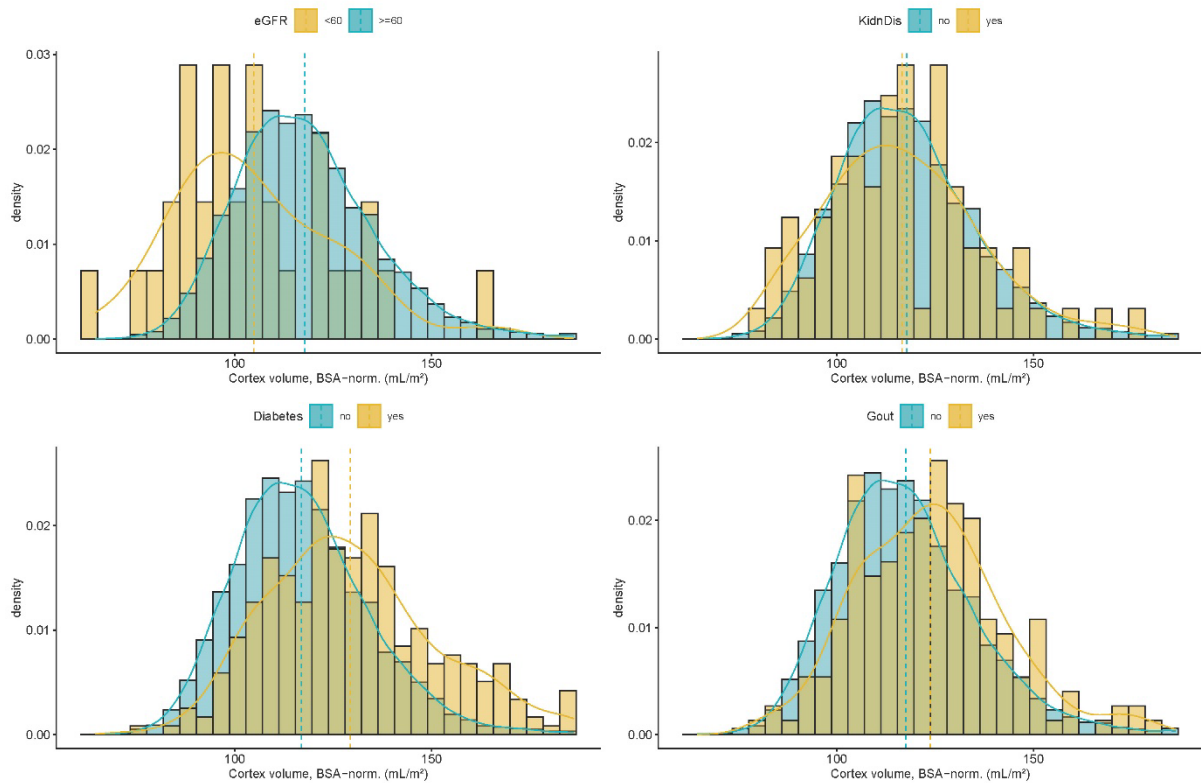 eGFR <60 >=60
0.03
0.02
0.01
0.00
density
100 150
Cortex volume, BSA−norm. (mL/m²)
KidnDis no yes
0.02
0.01
0.00
density
100 150
Cortex volume, BSA−norm. (mL/m²)
Diabetes no yes
0.02
0.01
0.00
density
100 150
Cortex volume, BSA−norm. (mL/m²)
Gout no yes
0.02
0.01
0.00
density
100 150
Cortex volume, BSA−norm. (mL/m²)